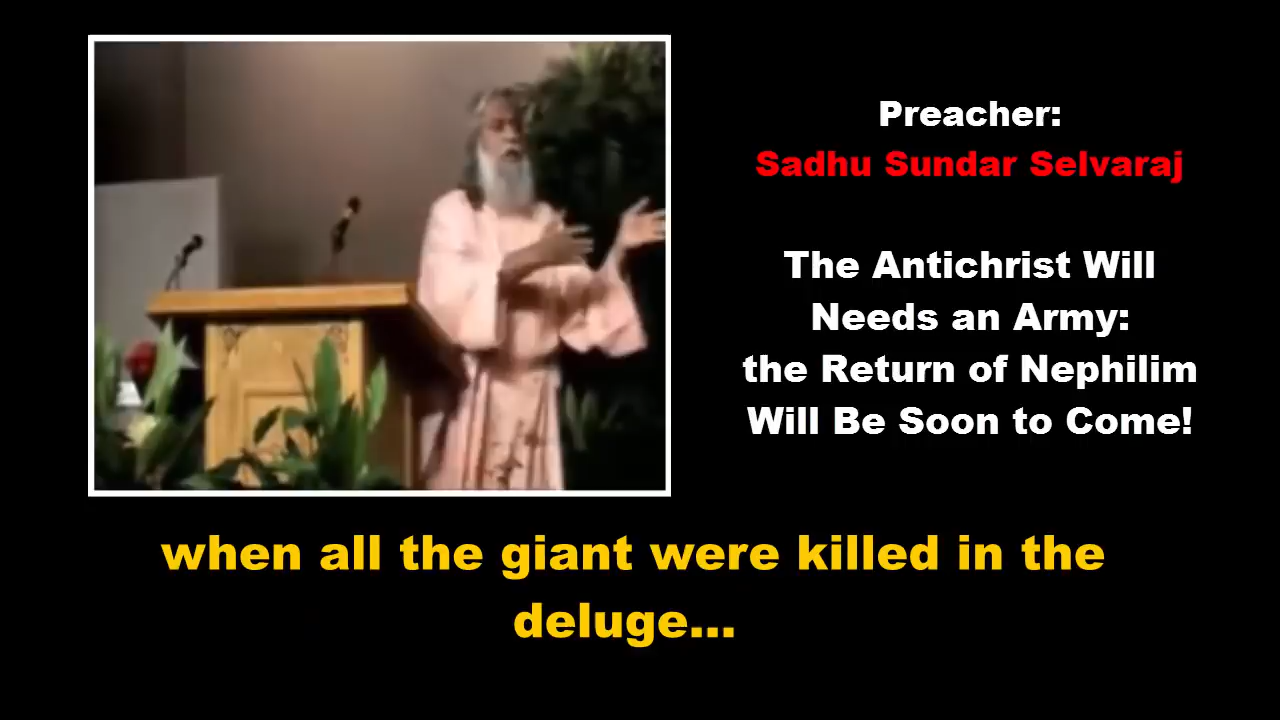 Preacher:
Sadhu Sundar Selvaraj
The Antichrist Will
Needs an Army:
the Return of Nephilim
Will Be Soon to Come!
when all the giant were killed in the
deluge...